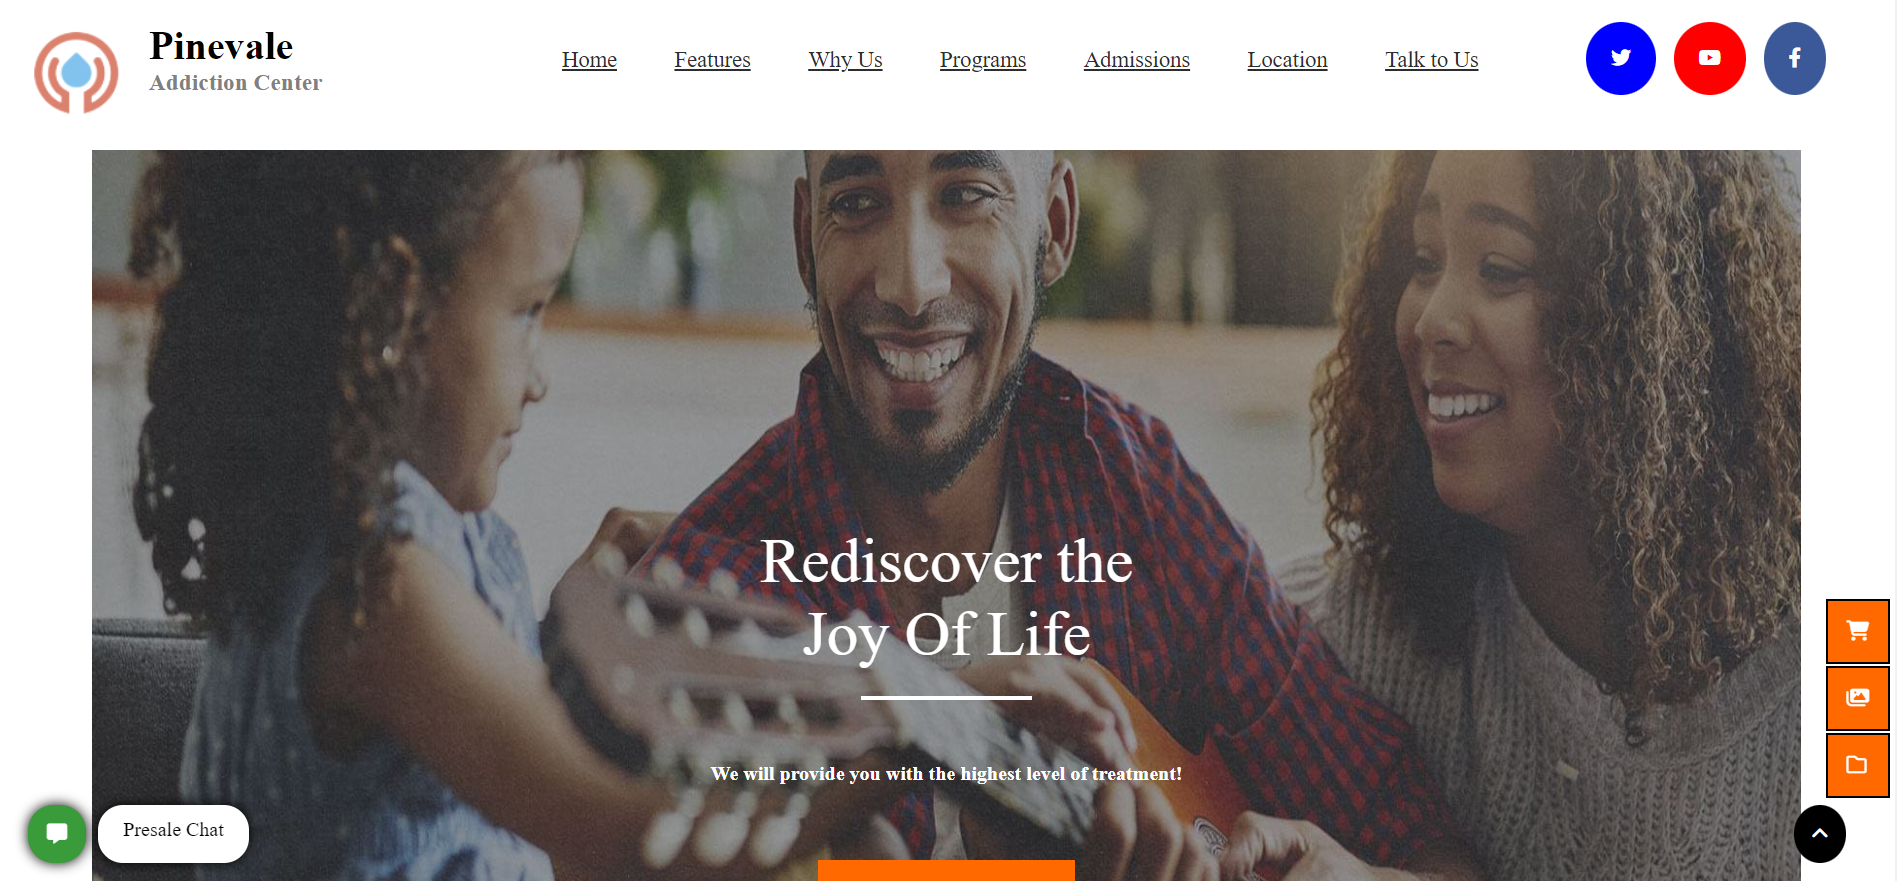 Pinevale
Addiction Center
Home
Features
Why Us
Programs
Admissions
Location
Talk to Us
Rediscover the
Joy Of Life
We will provide you with the highest level of treatment!
Presale Chat